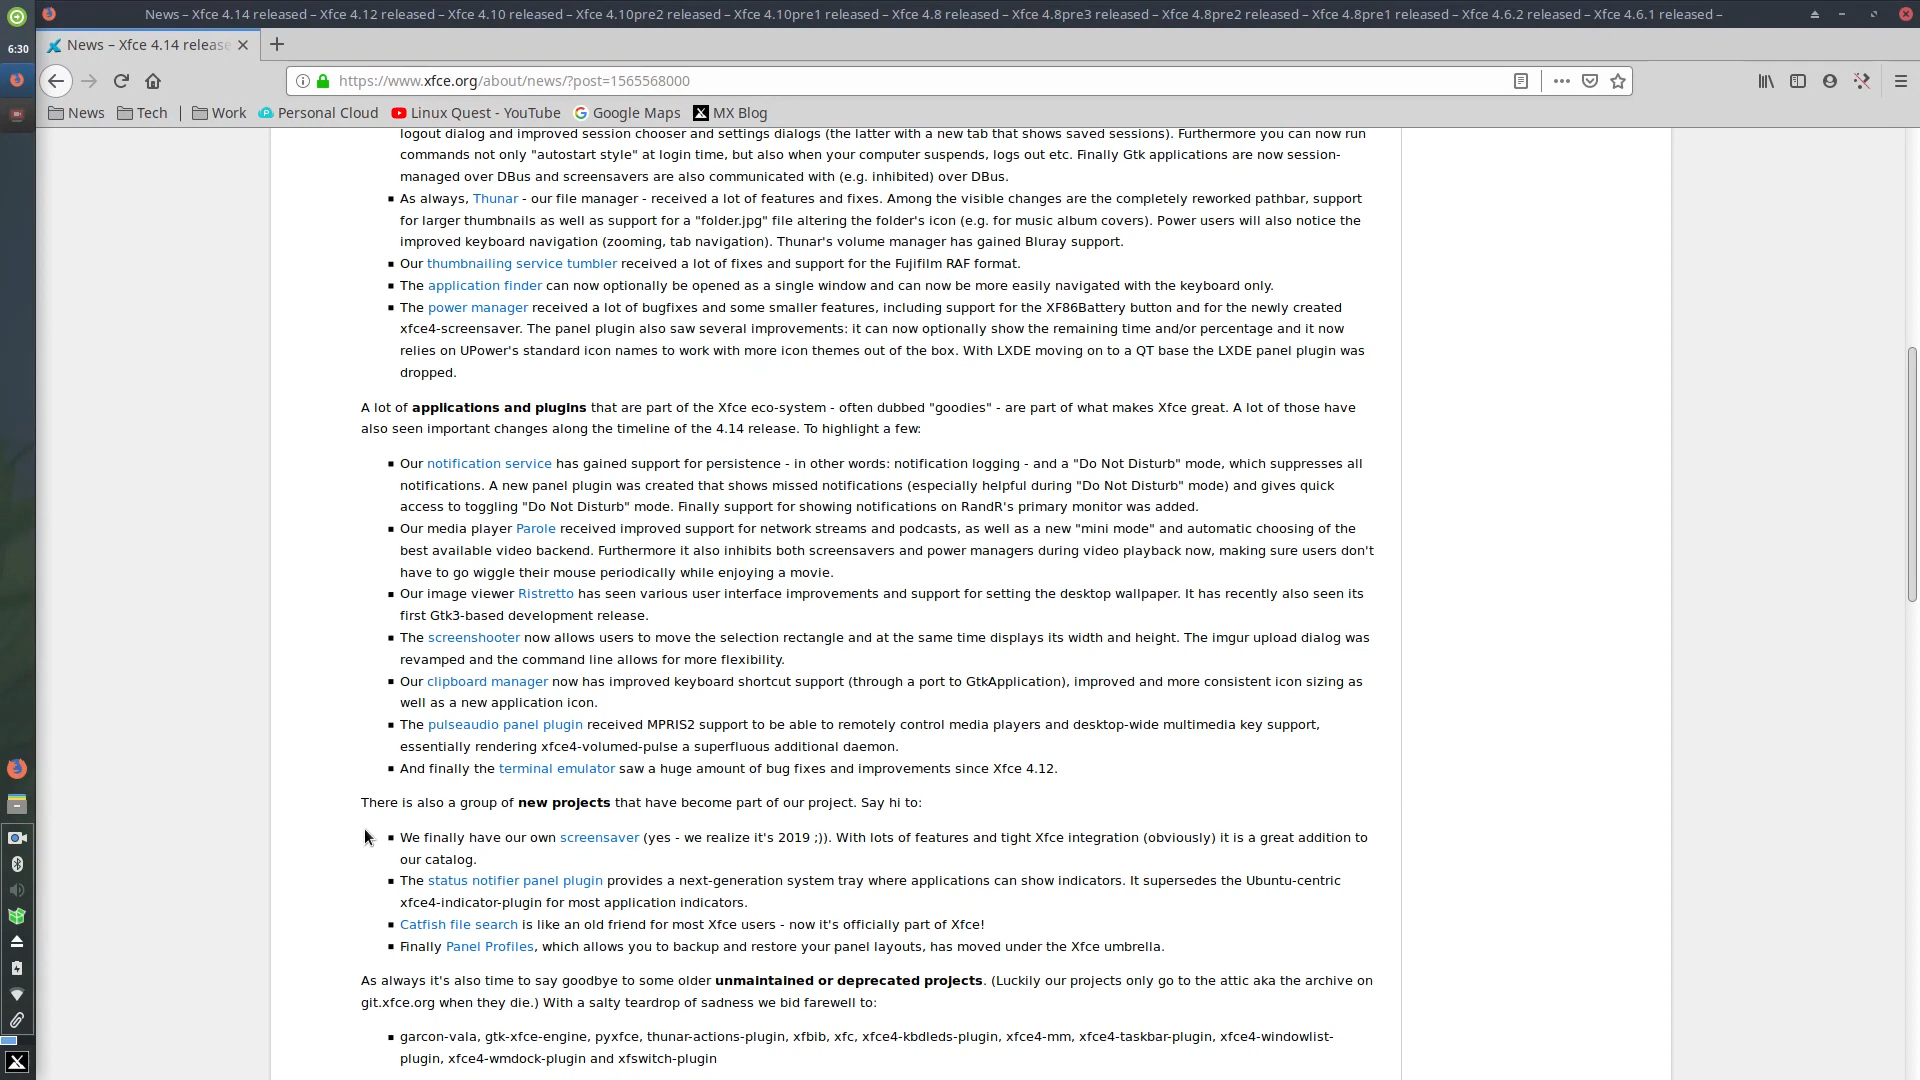 News – Xfce 4.14 released – Xfce 4.12 released – Xfce 4.10 released – Xfce 4.10pre2 released – Xfce 4.10pre1 released – Xfce 4.8 released – Xfce 4.8pre3 released – Xfce 4.8pre2 released – Xfce 4.8pre1 released – Xfce 4.6.2 released – Xfce 4.6.1 released –
6:30
News – Xfce 4.14 release
https://www.xfce.org/about/news/?post=1565568000
News Tech Work Personal Cloud Linux Quest - YouTube Google Maps MX Blog
logout dialog and improved session chooser and settings dialogs (the latter with a new tab that shows saved sessions). Furthermore you can now run
commands not only "autostart style" at login time, but also when your computer suspends, logs out etc. Finally Gtk applications are now session-
managed over DBus and screensavers are also communicated with (e.g. inhibited) over DBus.
As always, Thunar - our file manager - received a lot of features and fixes. Among the visible changes are the completely reworked pathbar, support
for larger thumbnails as well as support for a "folder.jpg" file altering the folder's icon (e.g. for music album covers). Power users will also notice the
improved keyboard navigation (zooming, tab navigation). Thunar's volume manager has gained Bluray support.
Our thumbnailing service tumbler received a lot of fixes and support for the Fujifilm RAF format.
The application finder can now optionally be opened as a single window and can now be more easily navigated with the keyboard only.
The power manager received a lot of bugfixes and some smaller features, including support for the XF86Battery button and for the newly created
xfce4-screensaver. The panel plugin also saw several improvements: it can now optionally show the remaining time and/or percentage and it now
relies on UPower's standard icon names to work with more icon themes out of the box. With LXDE moving on to a QT base the LXDE panel plugin was
dropped.
A lot of applications and plugins that are part of the Xfce eco-system - often dubbed "goodies" - are part of what makes Xfce great. A lot of those have
also seen important changes along the timeline of the 4.14 release. To highlight a few:
Our notification service has gained support for persistence - in other words: notification logging - and a "Do Not Disturb" mode, which suppresses all
notifications. A new panel plugin was created that shows missed notifications (especially helpful during "Do Not Disturb" mode) and gives quick
access to toggling "Do Not Disturb" mode. Finally support for showing notifications on RandR's primary monitor was added.
Our media player Parole received improved support for network streams and podcasts, as well as a new "mini mode" and automatic choosing of the
best available video backend. Furthermore it also inhibits both screensavers and power managers during video playback now, making sure users don't
have to go wiggle their mouse periodically while enjoying a movie.
Our image viewer Ristretto has seen various user interface improvements and support for setting the desktop wallpaper. It has recently also seen its
first Gtk3-based development release.
The screenshooter now allows users to move the selection rectangle and at the same time displays its width and height. The imgur upload dialog was
revamped and the command line allows for more flexibility.
Our clipboard manager now has improved keyboard shortcut support (through a port to GtkApplication), improved and more consistent icon sizing as
well as a new application icon.
The pulseaudio panel plugin received MPRIS2 support to be able to remotely control media players and desktop-wide multimedia key support,
essentially rendering xfce4-volumed-pulse a superfluous additional daemon.
And finally the terminal emulator saw a huge amount of bug fixes and improvements since Xfce 4.12.
There is also a group of new projects that have become part of our project. Say hi to:
We finally have our own screensaver (yes - we realize it's 2019 ;)). With lots of features and tight Xfce integration (obviously) it is a great addition to
our catalog.
The status notifier panel plugin provides a next-generation system tray where applications can show indicators. It supersedes the Ubuntu-centric
xfce4-indicator-plugin for most application indicators.
Catfish file search is like an old friend for most Xfce users - now it's officially part of Xfce!
Finally Panel Profiles, which allows you to backup and restore your panel layouts, has moved under the Xfce umbrella.
As always it's also time to say goodbye to some older unmaintained or deprecated projects. (Luckily our projects only go to the attic aka the archive on
git.xfce.org when they die.) With a salty teardrop of sadness we bid farewell to:
garcon-vala, gtk-xfce-engine, pyxfce, thunar-actions-plugin, xfbib, xfc, xfce4-kbdleds-plugin, xfce4-mm, xfce4-taskbar-plugin, xfce4-windowlist-
plugin, xfce4-wmdock-plugin and xfswitch-plugin